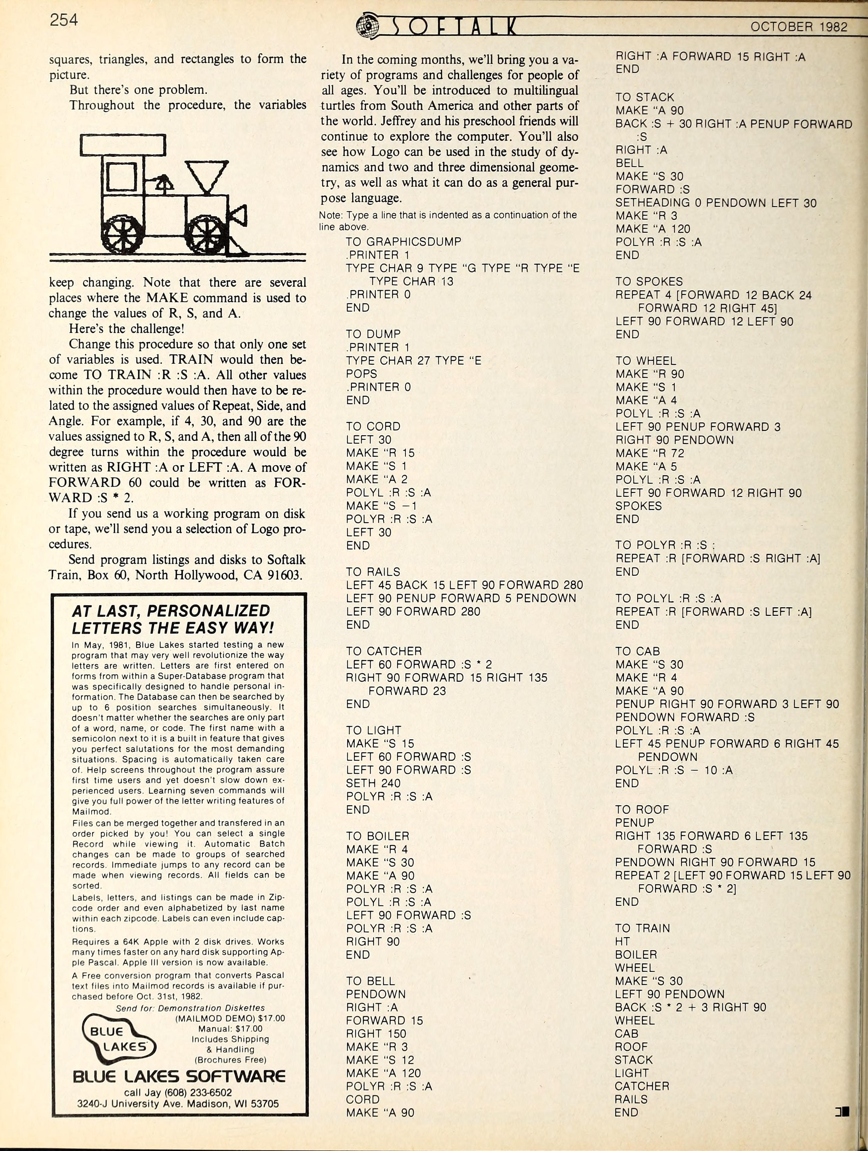 254
SOFTALK
OCTOBER 1982
squares, triangles, and rectangles to form the
picture.
But there's one problem.
Throughout the procedure, the variables
keep changing. Note that there are several
places where the MAKE command is used to
change the values of R, S, and A.
Here's the challenge!
Change this procedure so that only one set
of variables is used. TRAIN would then be-
come TO TRAIN :R :S :A. All other values
within the procedure would then have to be re-
lated to the assigned values of Repeat, Side, and
Angle. For example, if 4, 30, and 90 are the
values assigned to R, S, and A, then all of the 90
degree turns within the procedure would be
written as RIGHT :A or LEFT :A. A move of
FORWARD 60 could be written as FOR-
WARD :S * 2.
If you send us a working program on disk
or tape, we'll send you a selection of Logo pro-
cedures.
Send program listings and disks to Softalk
Train, Box 60, North Hollywood, CA 91603.
AT LAST, PERSONALIZED
LETTERS THE EASY WAY!
In May, 1981, Blue Lakes started testing a new
program that may very well revolutionize the way
letters are written. Letters are first entered on
forms from within a Super-Database program that
was specifically designed to handle personal in-
formation. The Database can then be searched by
up to 6 position searches simultaneously. It
doesn't matter whether the searches are only part
of a word, name, or code. The first name with a
semicolon next to it is a built in feature that gives
you perfect salutations for the most demanding
situations. Spacing is automatically taken care
of. Help screens throughout the program assure
first time users and yet doesn't slow down ex-
perienced users. Learning seven commands will
give you full power of the letter writing features of
Mailmod.
Files can be merged together and transfered in an
order picked by you! You can select a single
Record while viewing it. Automatic Batch
changes can be made to groups of searched
records. Immediate jumps to any record can be
made when viewing records. All fields can be
sorted.
Labels, letters, and listings can be made in Zip-
code order and even alphabetized by last name
within each zipcode. Labels can even include cap-
tions.
Requires a 64K Apple with 2 disk drives. Works
many times faster on any hard disk supporting Ap-
ple Pascal. Apple III version is now available.
A Free conversion program that converts Pascal
text files into Mailmod records is available if pur-
chased before Oct. 31st, 1982.
Send for: Demonstration Diskettes
(MAILMOD DEMO) $17.00
Manual: $17.00
Includes Shipping
& Handling
(Brochures Free)
BLUE
LAKES
BLUE LAKES SOFTWARE
call Jay (608) 233-6502
3240-J University Ave. Madison, WI 53705
In the coming months, we'll bring you a va-
riety of programs and challenges for people of
all ages. You'll be introduced to multilingual
turtles from South America and other parts of
the world. Jeffrey and his preschool friends will
continue to explore the computer. You'll also
see how Logo can be used in the study of dy-
namics and two and three dimensional geome-
try, as well as what it can do as a general pur-
pose language.
Note: Type a line that is indented as a continuation of the
line above.
TO GRAPHICSDUMP
.PRINTER 1
TYPE CHAR 9 TYPE "G TYPE "R TYPE "E
TYPE CHAR 13
.PRINTER 0
END
TO DUMP
.PRINTER 1
TYPE CHAR 27 TYPE "E
POPS
.PRINTER 0
END
TO CORD
LEFT 30
MAKE "R 15
MAKE "S 1
MAKE "A 2
POLYL :R :S :A
MAKE "S -1
POLYR :R :S :A
LEFT 30
END
TO RAILS
LEFT 45 BACK 15 LEFT 90 FORWARD 280
LEFT 90 PENUP FORWARD 5 PENDOWN
LEFT 90 FORWARD 280
END
TO CATCHER
LEFT 60 FORWARD :S * 2
RIGHT 90 FORWARD 15 RIGHT 135
FORWARD 23
END
TO LIGHT
MAKE "S 15
LEFT 60 FORWARD :S
LEFT 90 FORWARD :S
SETH 240
POLYR :R :S :A
END
TO BOILER
MAKE "R 4
MAKE "S 30
MAKE "A 90
POLYR :R :S :A
POLYL :R :S :A
LEFT 90 FORWARD :S
POLYR :R :S :A
RIGHT 90
END
TO BELL
PENDOWN
RIGHT :A
FORWARD 15
RIGHT 150
MAKE "R 3
MAKE "S 12
MAKE "A 120
POLYR :R :S :A
CORD
MAKE "A 90
RIGHT :A FORWARD 15 RIGHT :A
END
TO STACK
MAKE "A 90
BACK :S + 30 RIGHT :A PENUP FORWARD
:S
RIGHT :A
BELL
MAKE "S 30
FORWARD :S
SETHEADING 0 PENDOWN LEFT 30
MAKE "R 3
MAKE "A 120
POLYR :R :S :A
END
TO SPOKES
REPEAT 4 [FORWARD 12 BACK 24
FORWARD 12 RIGHT 45]
LEFT 90 FORWARD 12 LEFT 90
END
TO WHEEL
MAKE "R 90
MAKE "S 1
MAKE "A 4
POLYL :R :S :A
LEFT 90 PENUP FORWARD 3
RIGHT 90 PENDOWN
MAKE "R 72
MAKE "A 5
POLYL :R :S :A
LEFT 90 FORWARD 12 RIGHT 90
SPOKES
END
TO POLYR :R :S :
REPEAT :R [FORWARD :S RIGHT :A]
END
TO POLYL :R :S :A
REPEAT :R [FORWARD :S LEFT :A]
END
TO CAB
MAKE "S 30
MAKE "R 4
MAKE "A 90
PENUP RIGHT 90 FORWARD 3 LEFT 90
PENDOWN FORWARD :S
POLYL :R :S :A
LEFT 45 PENUP FORWARD 6 RIGHT 45
PENDOWN
POLYL :R :S - 10 :A
END
TO ROOF
PENUP
RIGHT 135 FORWARD 6 LEFT 135
FORWARD :S
PENDOWN RIGHT 90 FORWARD 15
REPEAT 2 [LEFT 90 FORWARD 15 LEFT 90
FORWARD :S * 2]
END
TO TRAIN
HT
BOILER
WHEEL
MAKE "S 30
LEFT 90 PENDOWN
BACK :S * 2 + 3 RIGHT 90
WHEEL
CAB
ROOF
STACK
LIGHT
CATCHER
RAILS
END